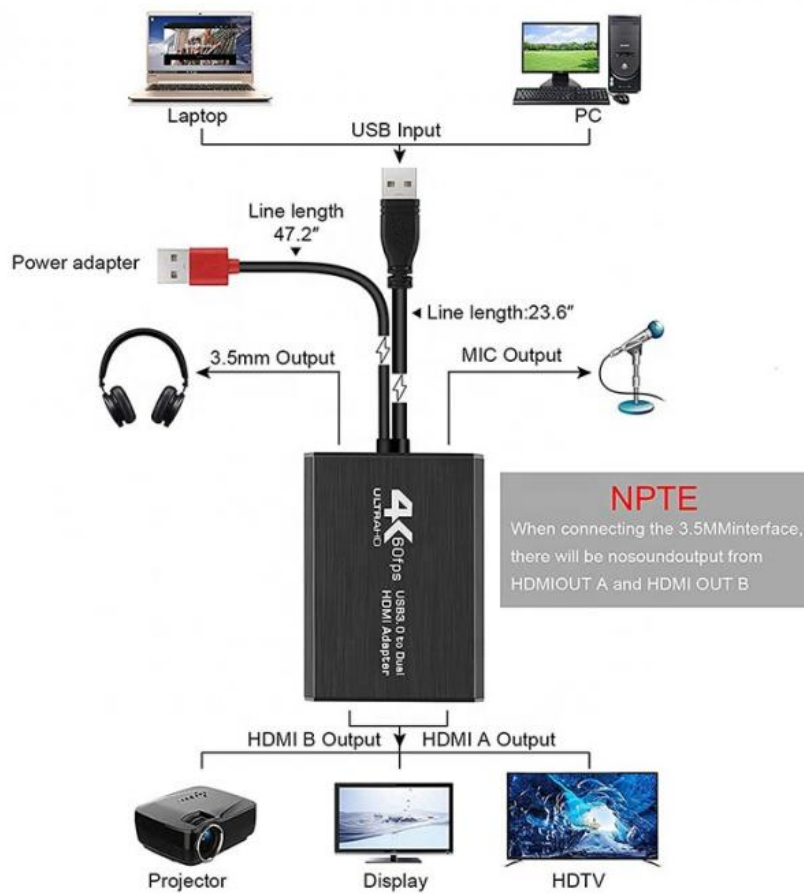 Laptop
PC
USB Input
Line length
47.2"
Power adapter
Line length:23.6"
3.5mm Output
MIC Output
4K
ULTRAHD
60fps
USB3.0 to Dual
HDMI Adapter
NPTE
When connecting the 3.5MMinterface,
there will be nosoundoutput from
HDMIOUT A and HDMI OUT B
HDMI B Output
HDMI A Output
Projector
Display
HDTV